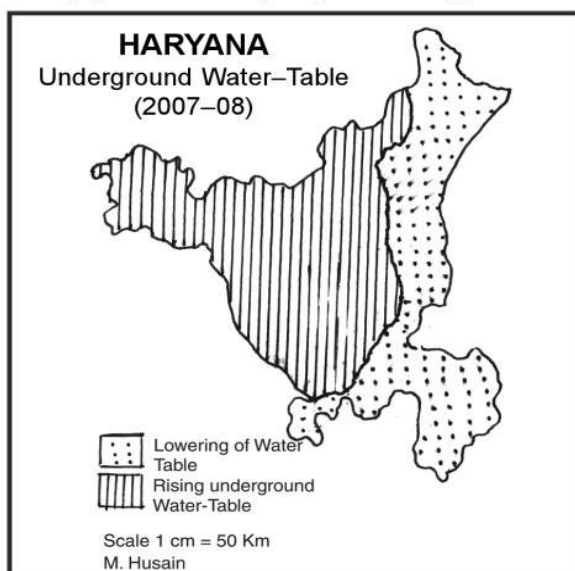 HARYANA
Underground Water–Table
(2007–08)
Lowering of Water
Table
Rising underground
Water-Table
Scale 1 cm = 50 Km
M. Husain